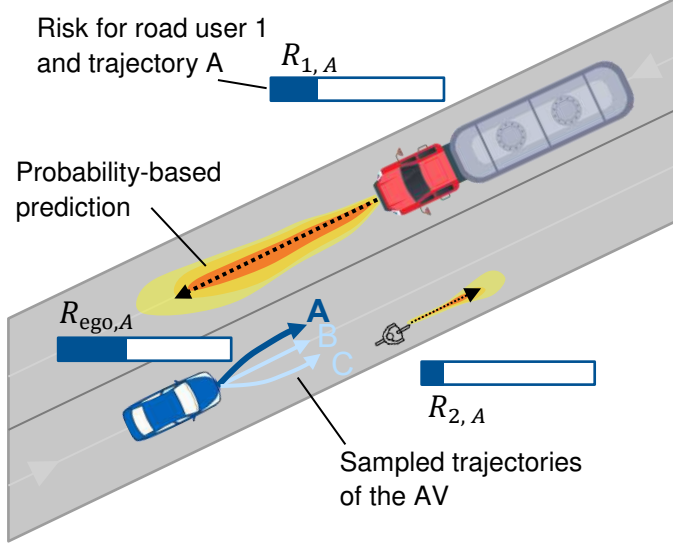 Risk for road user 1
and trajectory A
R1, A
Probability-based
prediction
Rego,A
A
B
C
R2, A
Sampled trajectories
of the AV